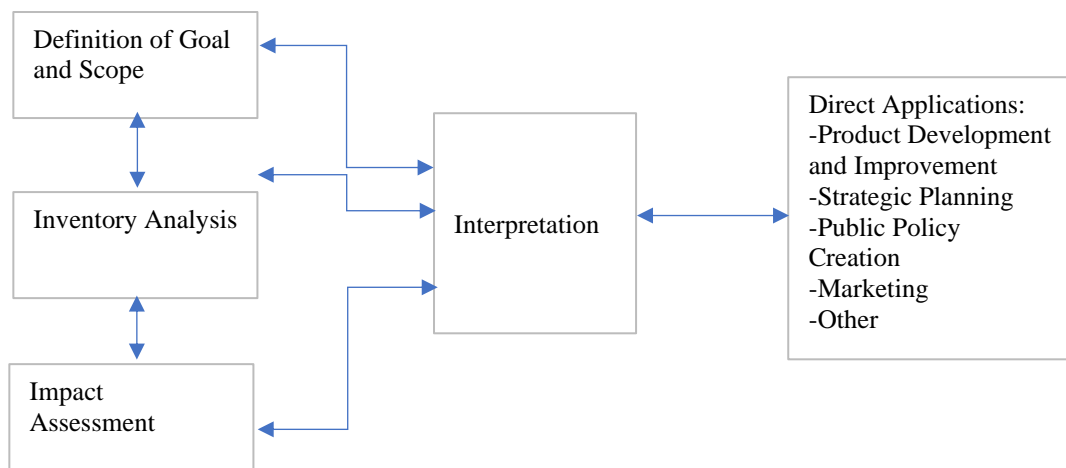 Definition of Goal
and Scope
Inventory Analysis
Impact
Assessment
Interpretation
Direct Applications:
-Product Development
and Improvement
-Strategic Planning
-Public Policy
Creation
-Marketing
-Other